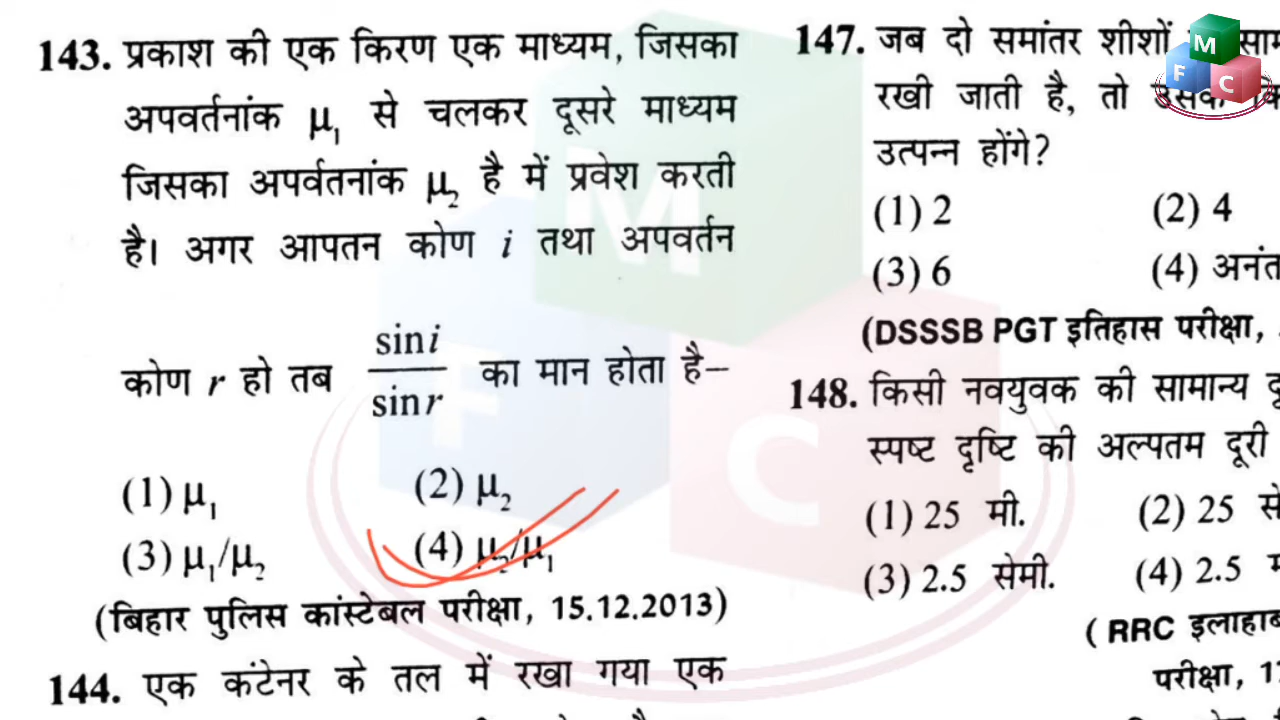 143. प्रकाश की एक किरण एक माध्यम, जिसका
अपवर्तनांक μ₁ से चलकर दूसरे माध्यम
जिसका अपर्वतनांक μ₂ है में प्रवेश करती
है। अगर आपतन कोण i तथा अपवर्तन
कोण r हो तब sin i / sin r का मान होता है–
(1) μ₁ (2) μ₂
(3) μ₁/μ₂ (4) μ₂/μ₁
(बिहार पुलिस कांस्टेबल परीक्षा, 15.12.2013)
144. एक कंटेनर के तल में रखा गया एक
147. जब दो समांतर शीशों
रखी जाती है, तो
उत्पन्न होंगे?
(1) 2 (2) 4
(3) 6 (4) अनंत
(DSSSB PGT इतिहास परीक्षा,
148. किसी नवयुवक की सामान्य
स्पष्ट दृष्टि की अल्पतम दूरी
(1) 25 मी. (2) 25
(3) 2.5 सेमी. (4) 2.5
( RRC इलाहाब
परीक्षा,
M
F C
M
F C